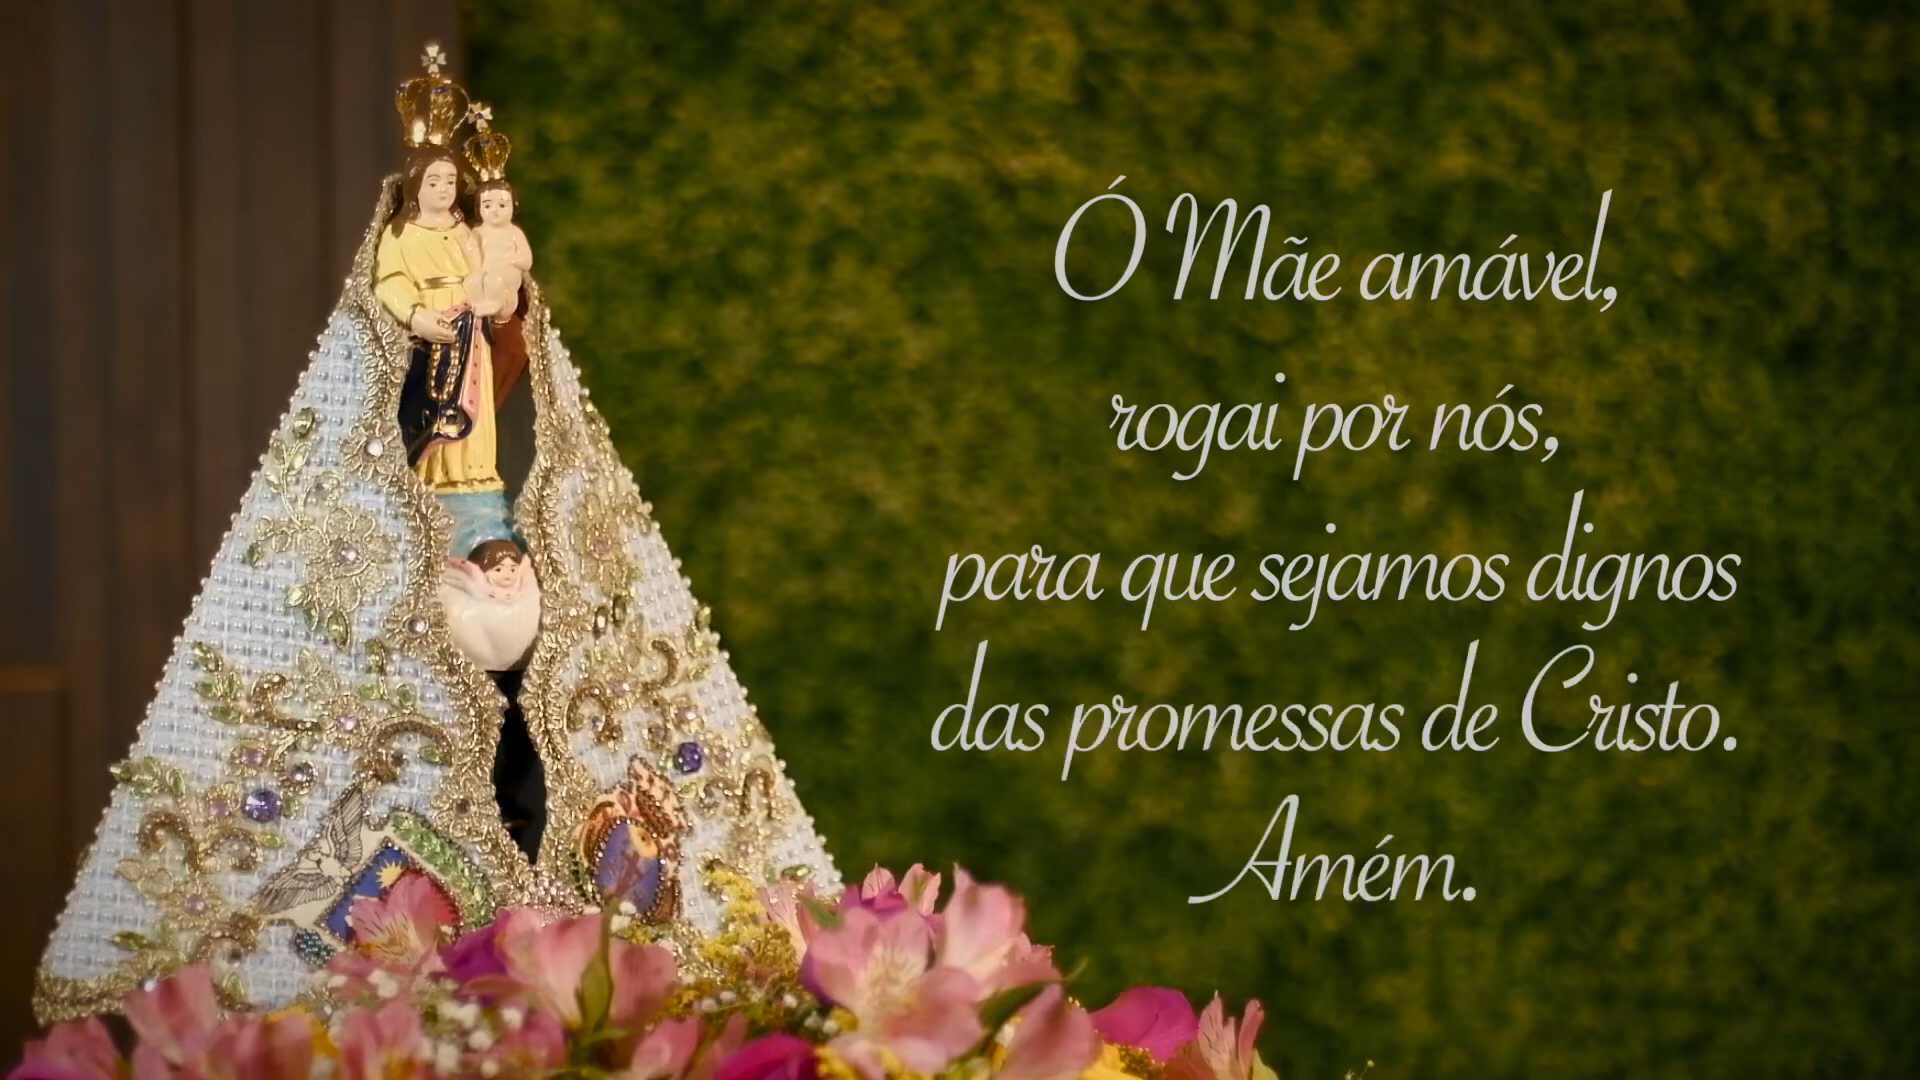 Ó Mãe amável,
rogai por nós,
para que sejamos dignos
das promessas de Cristo.
Amém.